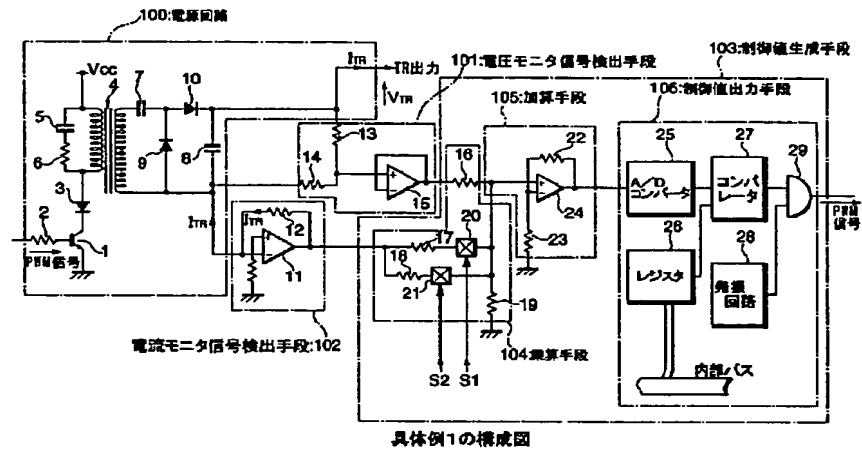 100:電源回路
ITR
TR出力
VTR
101:電圧モニタ信号検出手段
103:制御値生成手段
106:制御値出力手段
105:加算手段
VCC
4
7
10
5
6
9
8
13
14
3
2
1
PWM信号
ITR
ITR
12
11
15
16
17
18
20
21
19
22
24
23
25
A/D
コンバータ
27
コンパ
レータ
29
PWM
信号
26
レジスタ
28
発振
回路
内部バス
電流モニタ信号検出手段:102
104:乗算手段
S2
S1
具体例1の構成図